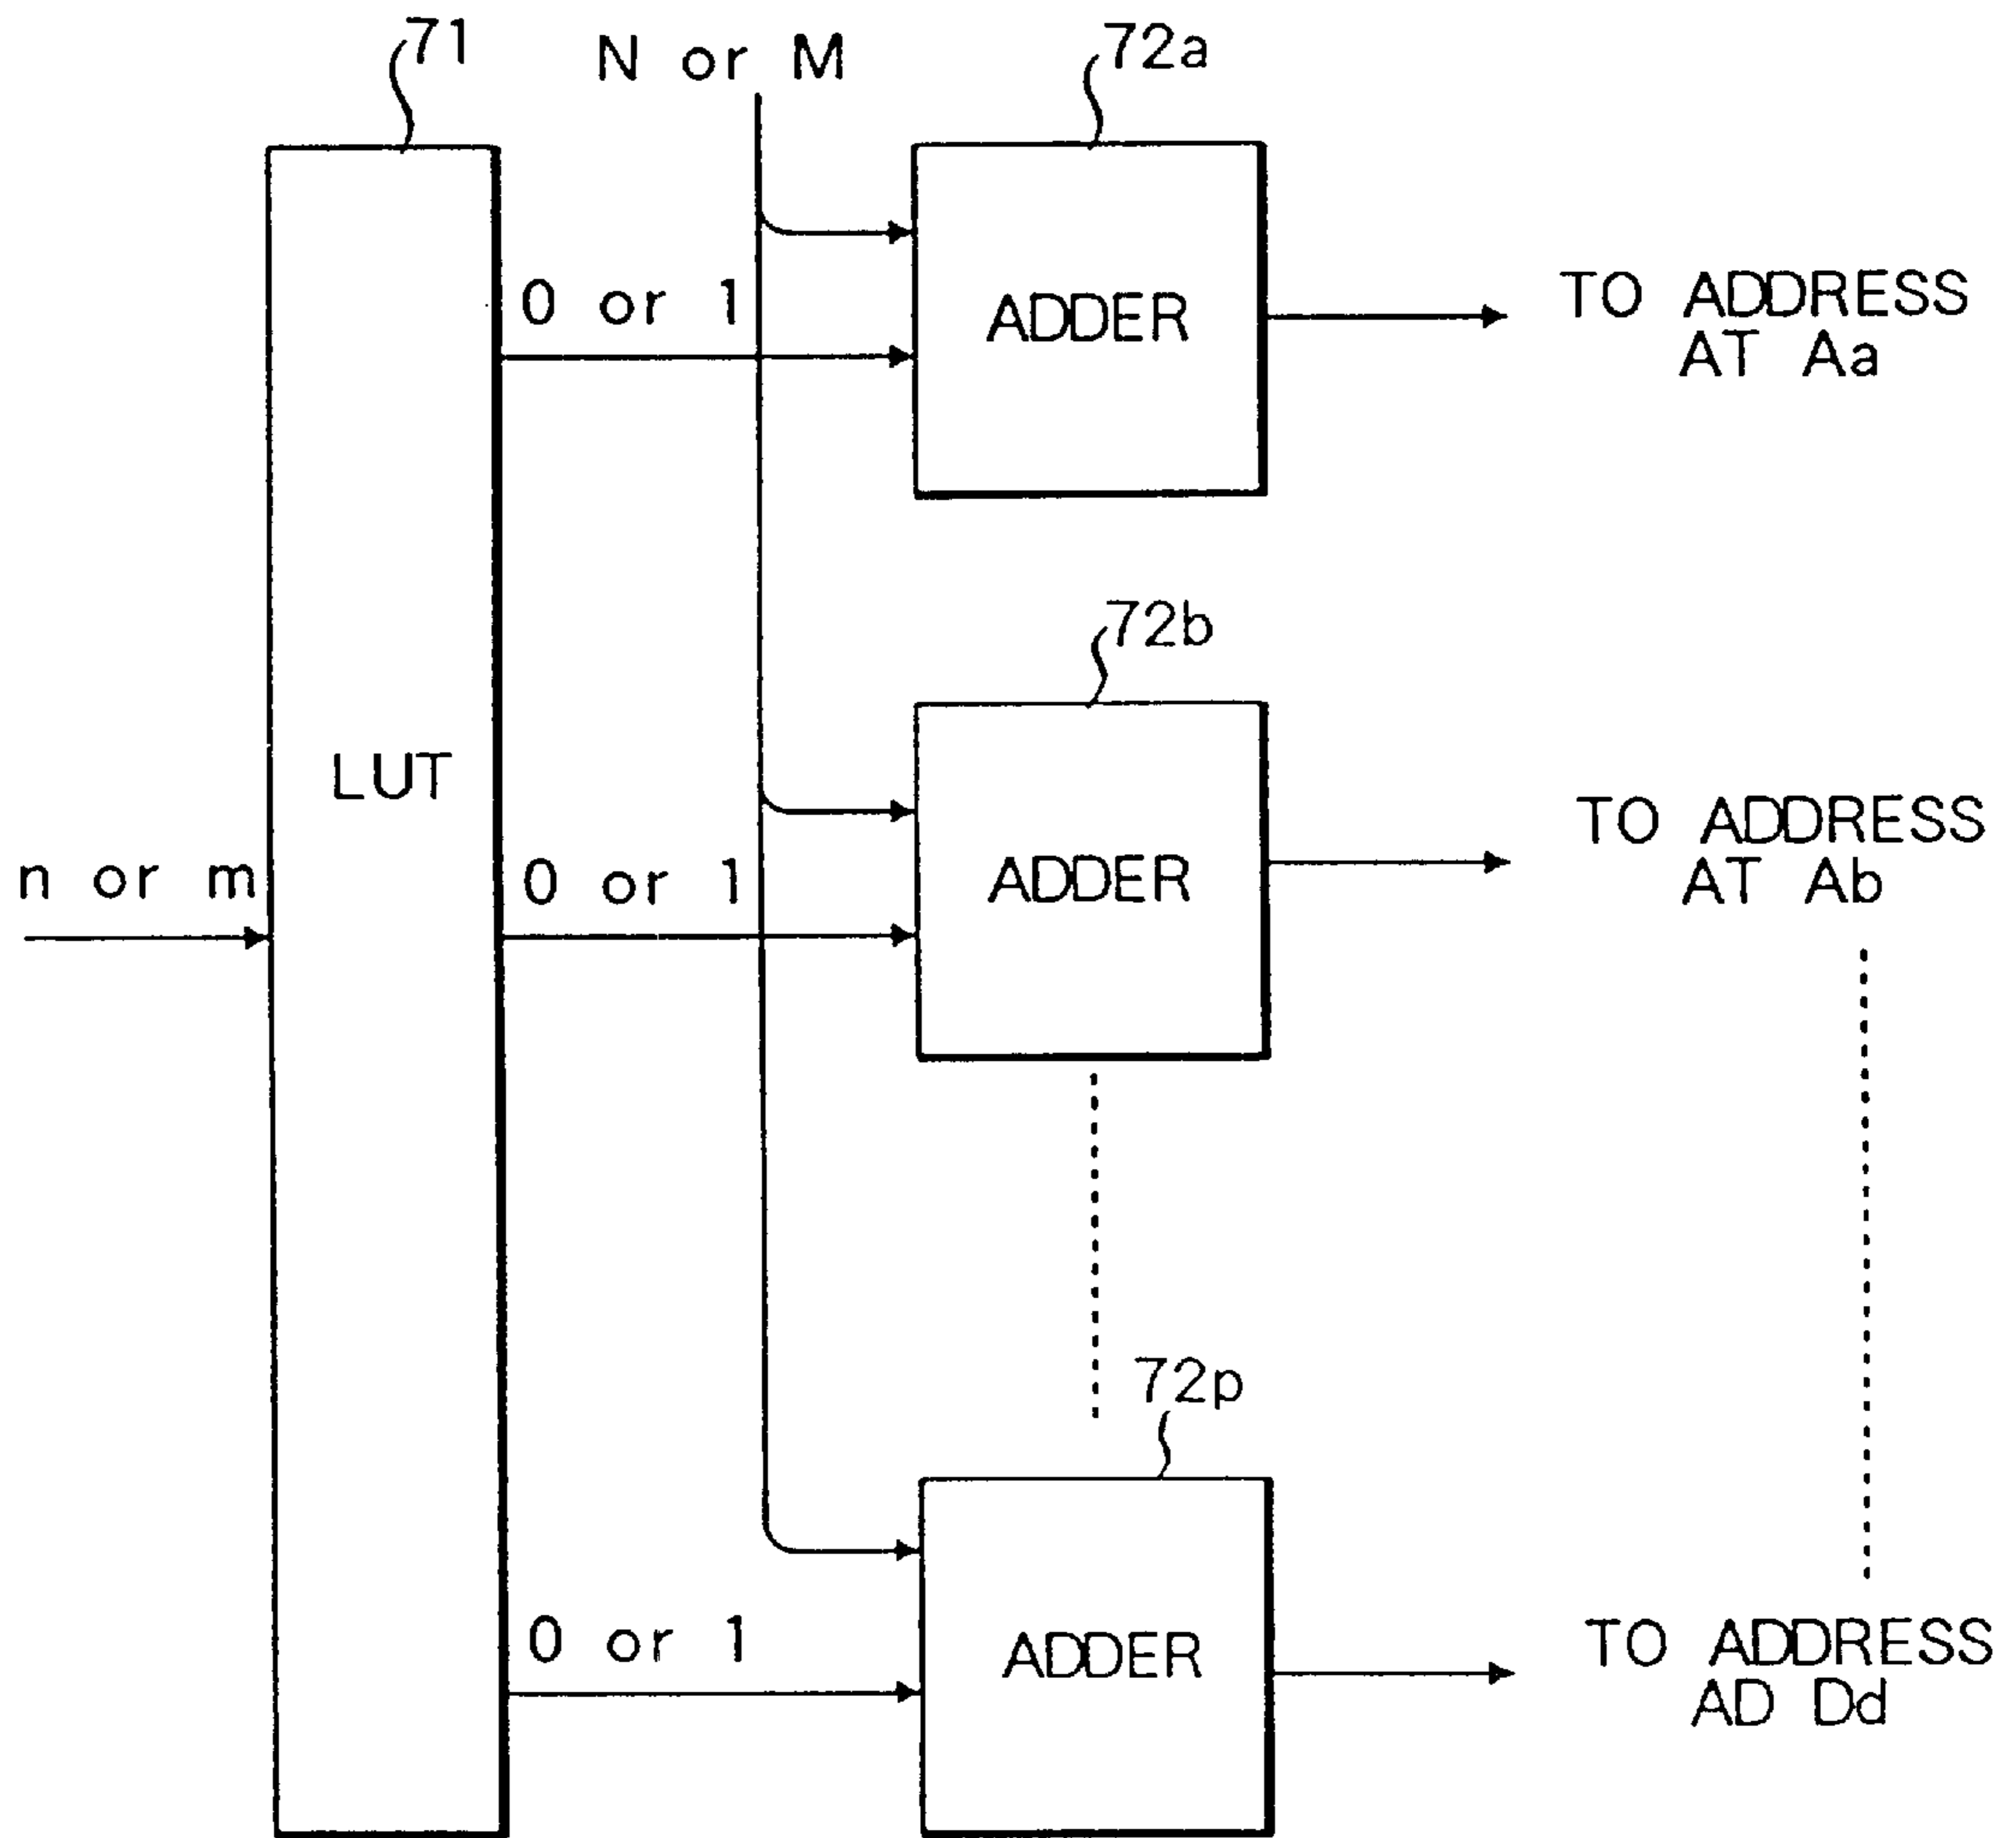 71
N or M
72a
0 or 1
ADDER
TO ADDRESS
AT Aa
72b
LUT
n or m
0 or 1
ADDER
TO ADDRESS
AT Ab
72p
0 or 1
ADDER
TO ADDRESS
AD Dd